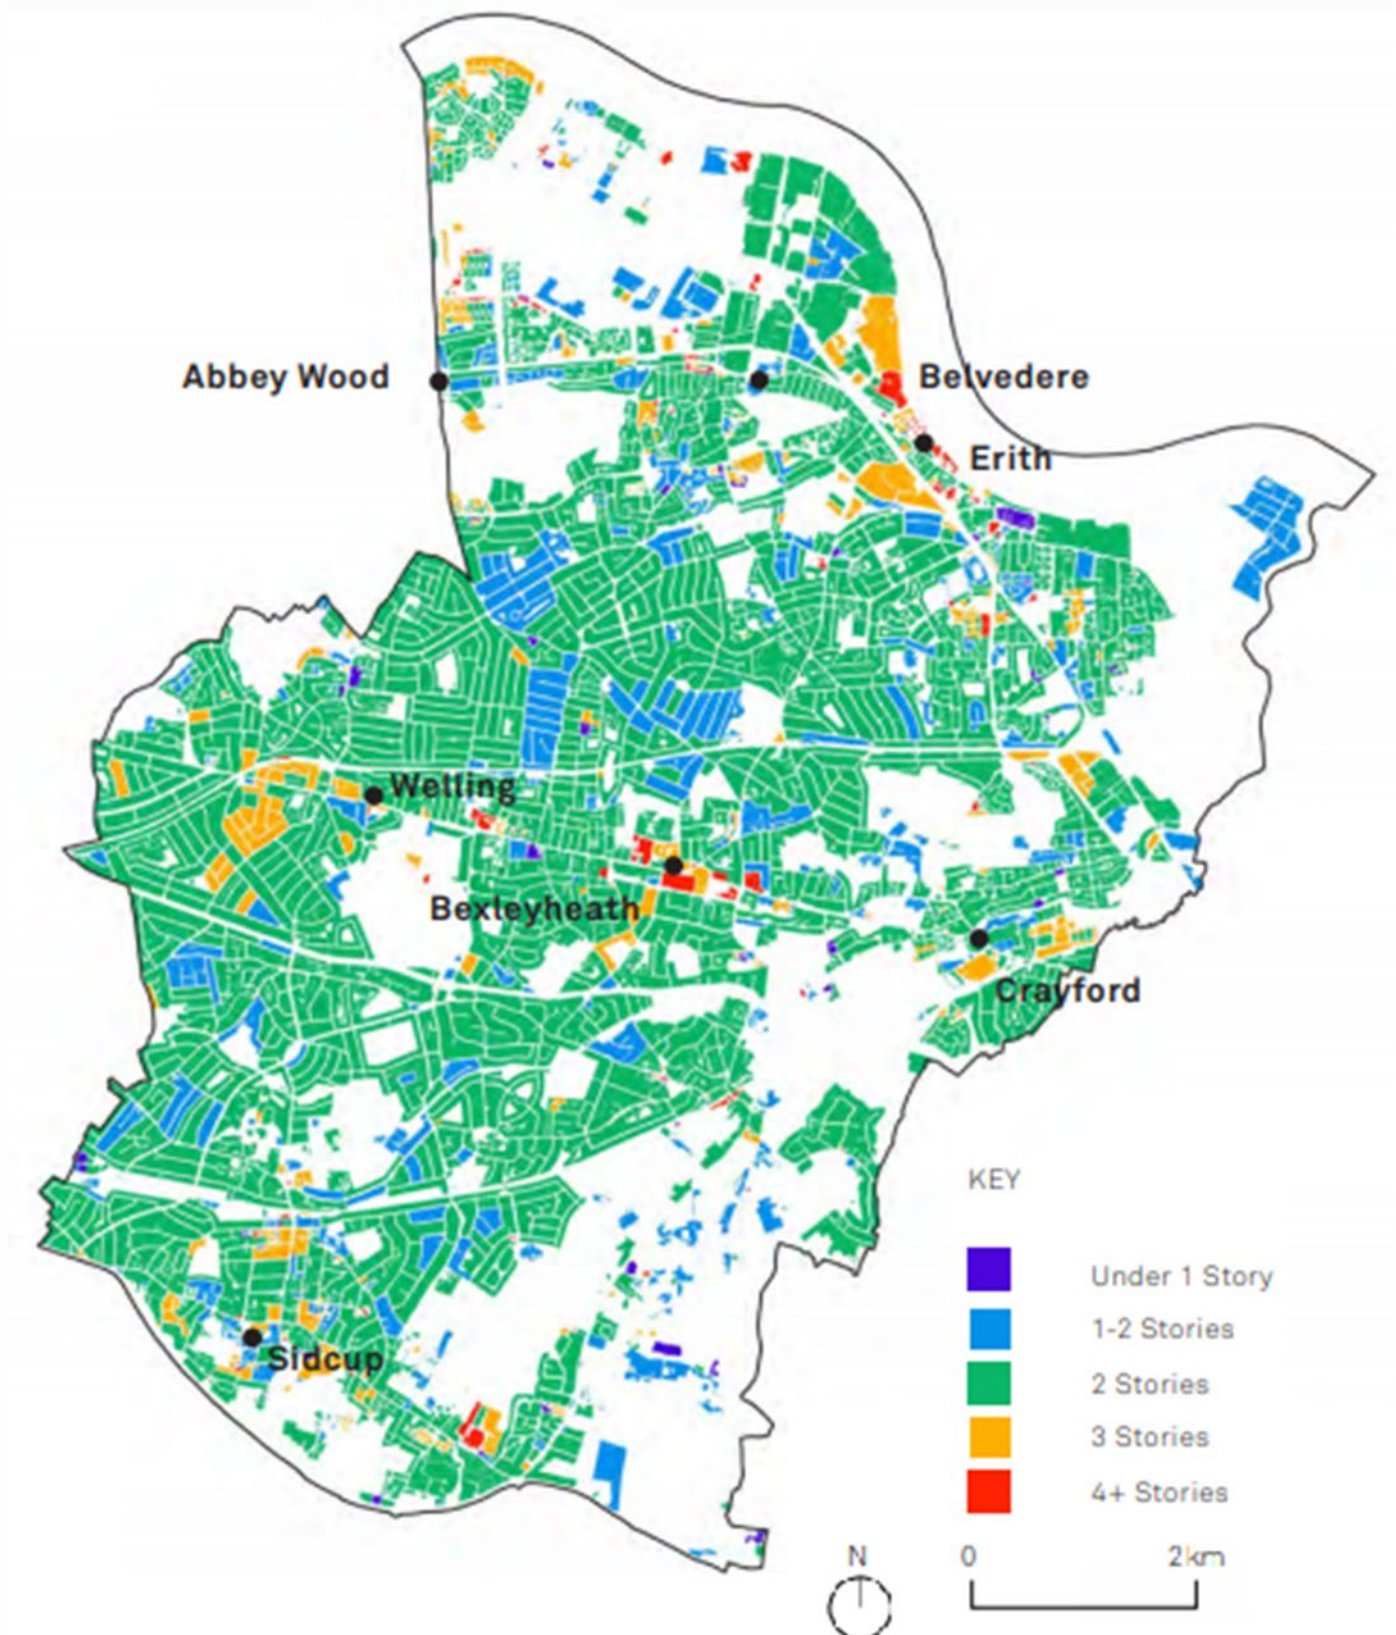 Abbey Wood
Belvedere
Erith
Welling
Bexleyheath
Crayford
Sidcup
KEY
Under 1 Story
1-2 Stories
2 Stories
3 Stories
4+ Stories
N
0 2km